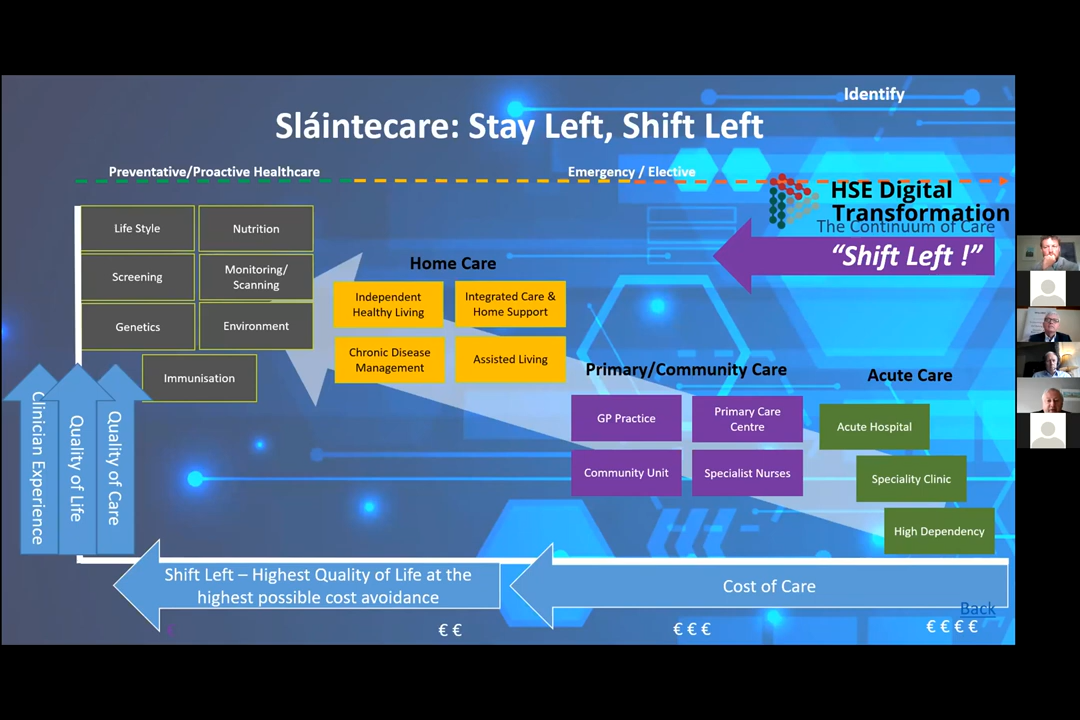 Identify
Sláintecare: Stay Left, Shift Left
Preventative/Proactive Healthcare
Emergency / Elective
HSE Digital
Transformation
The Continuum of Care
“Shift Left !”
Life Style
Nutrition
Screening
Monitoring/
Scanning
Genetics
Environment
Immunisation
Home Care
Independent
Healthy Living
Integrated Care &
Home Support
Chronic Disease
Management
Assisted Living
Primary/Community Care
GP Practice
Primary Care
Centre
Community Unit
Specialist Nurses
Acute Care
Acute Hospital
Speciality Clinic
High Dependency
Clinician Experience
Quality of Life
Quality of Care
Shift Left – Highest Quality of Life at the
highest possible cost avoidance
Cost of Care
Back
€
€ €
€ € €
€ € € €